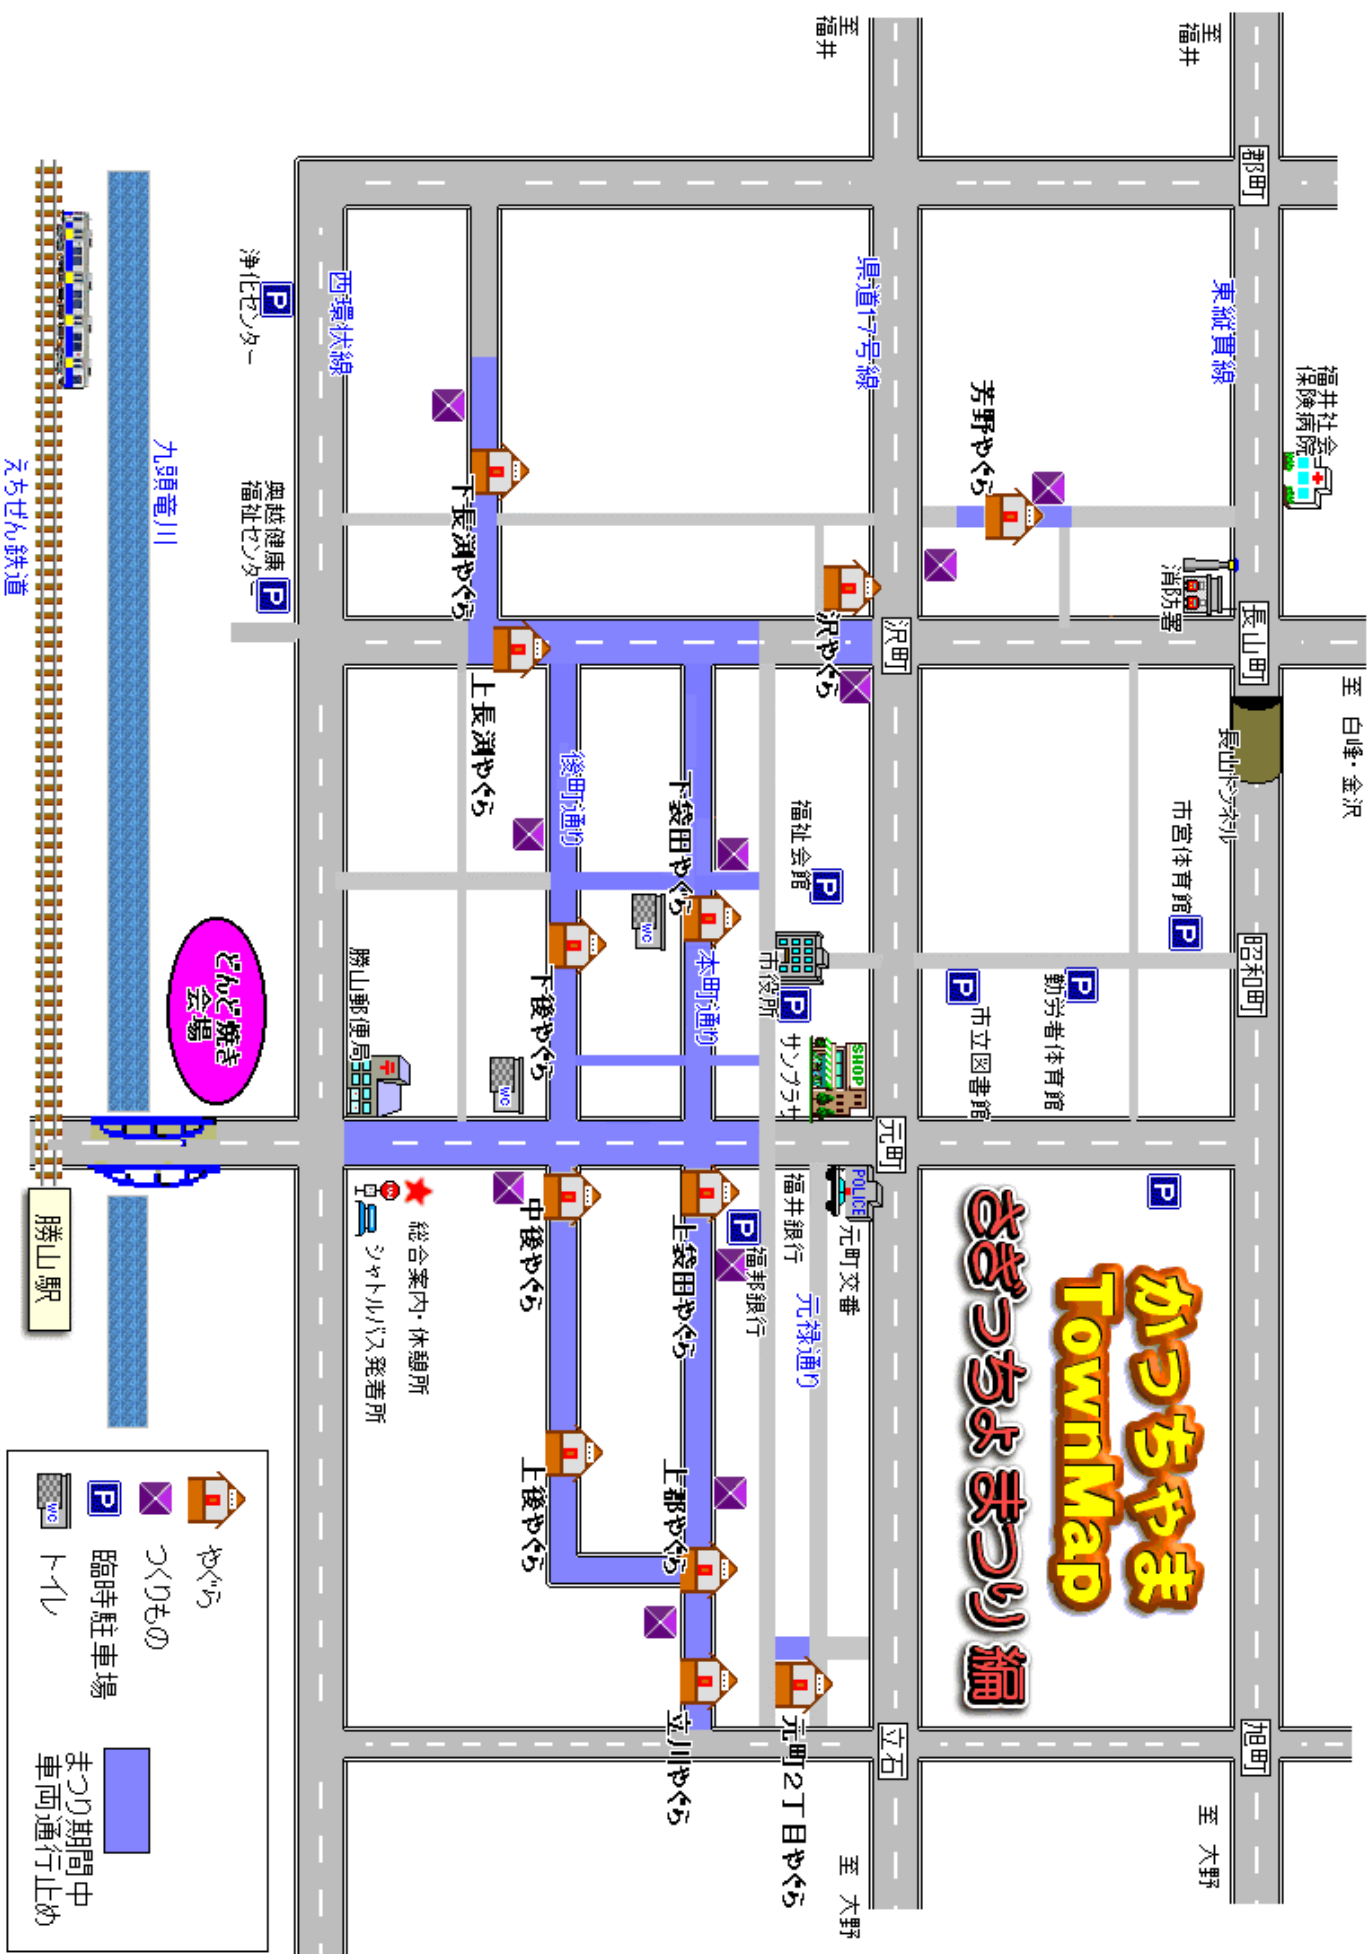 かっちやま
TownMap
さぎっちょ まつり 編
至 福井
至 福井
郡町
東縦貫線
県道17号線
西環状線
福井社会
保険病院
芳野やぐら
消防署
長山町
沢町
沢やぐら
下長渕やぐら
上長渕やぐら
浄化センター
奥越健康
福祉センター
九頭竜川
えちぜん鉄道
至 白峰・金沢
長山トンネル
市営体育館
昭和町
勤労者体育館
市立図書館
福祉会館
市役所
サンプラザ
SHOP
下袋田やぐら
後町通り
本町通り
WC
下後やぐら
WC
勝山郵便局
どんど焼き
会場
元町
POLICE
元町交番
福井銀行
元禄通り
福邦銀行
上袋田やぐら
中後やぐら
総合案内・休憩所
シャトルバス発着所
勝山駅
上後やぐら
上郡やぐら
立川やぐら
元町2丁目やぐら
立石
旭町
至 大野
至 大野
P
P
P
P
P
P
P
P
P
やぐら
つくりもの
P 臨時駐車場
WC トイレ
まつり期間中
車両通行止め